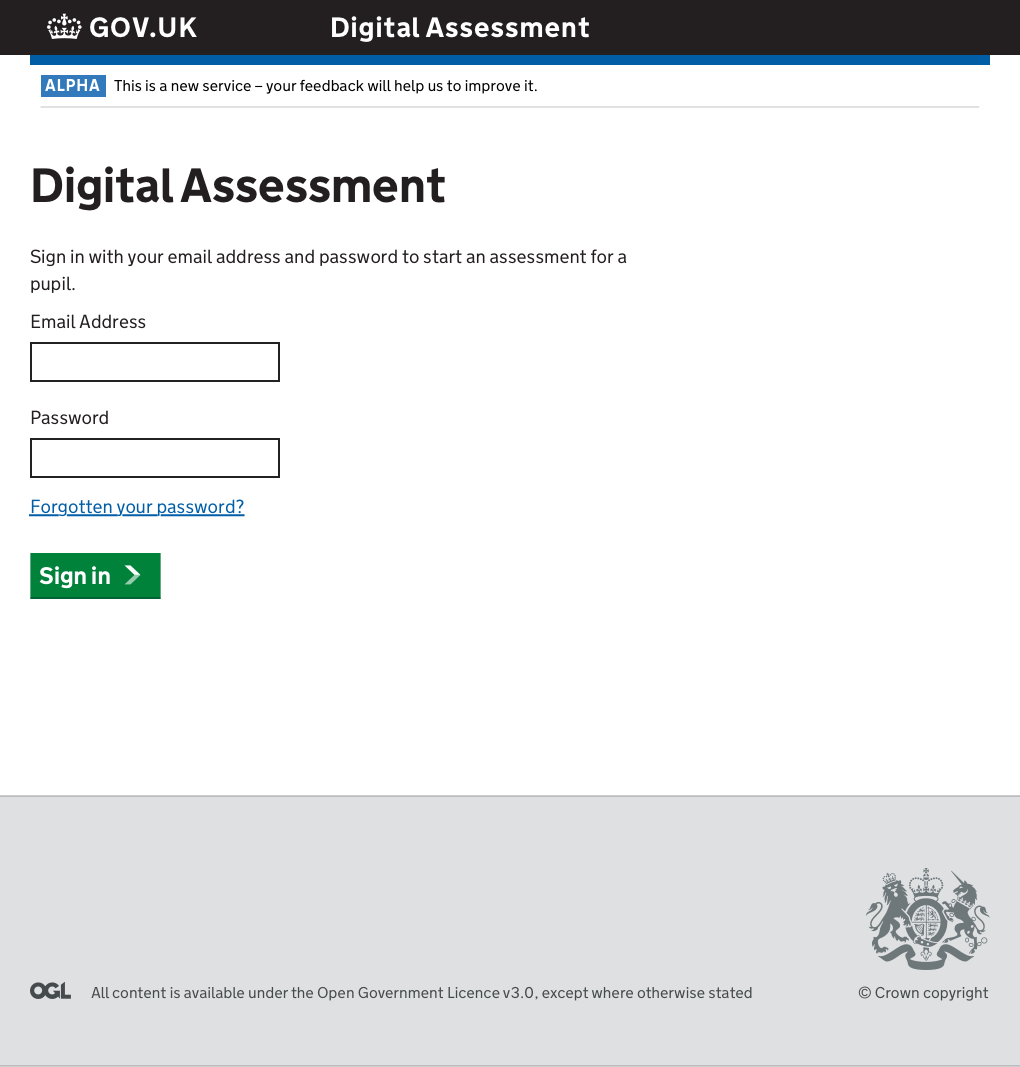 GOV.UK
Digital Assessment
ALPHA This is a new service – your feedback will help us to improve it.
Digital Assessment
Sign in with your email address and password to start an assessment for a
pupil.
Email Address
Password
Forgotten your password?
Sign in
OGL All content is available under the Open Government Licence v3.0, except where otherwise stated
© Crown copyright